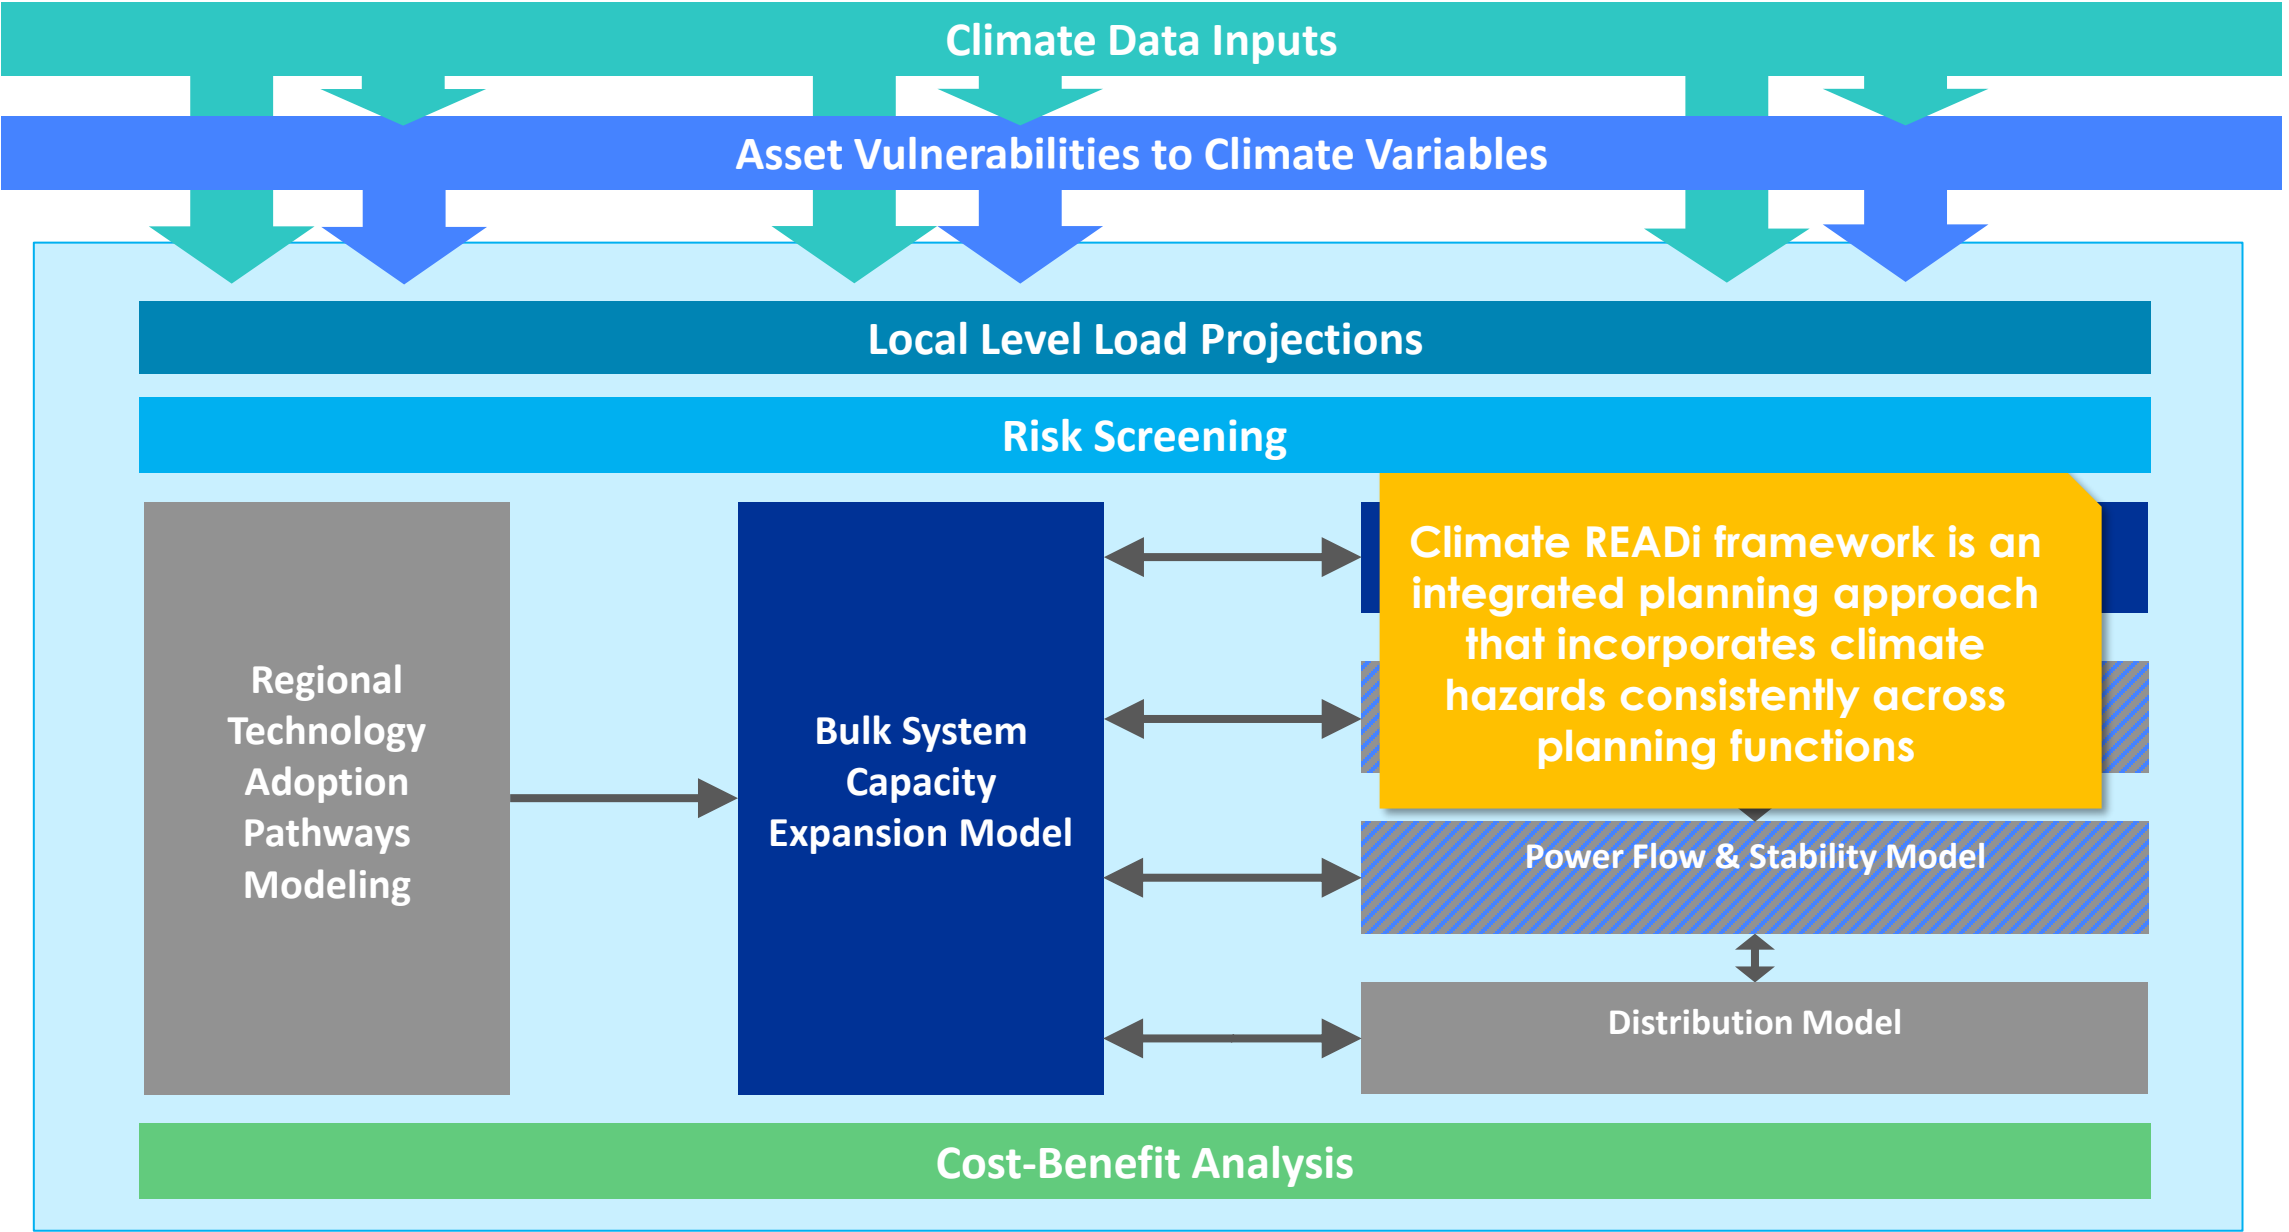 Climate Data Inputs
Asset Vulnerabilities to Climate Variables
Local Level Load Projections
Risk Screening
Regional
Technology
Adoption
Pathways
Modeling
Bulk System
Capacity
Expansion Model
Climate READi framework is an
integrated planning approach
that incorporates climate
hazards consistently across
planning functions
Power Flow & Stability Model
Distribution Model
Cost-Benefit Analysis